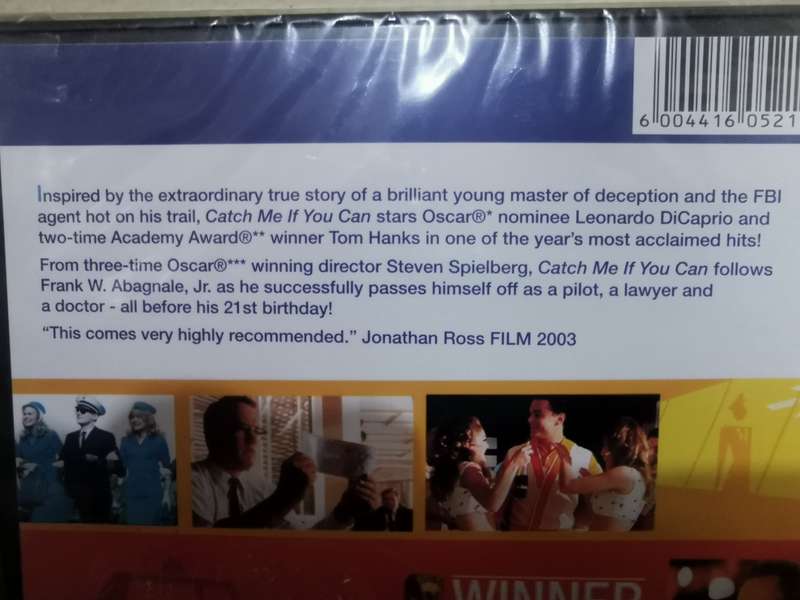 6 004416 0521
Inspired by the extraordinary true story of a brilliant young master of deception and the FBI
agent hot on his trail, Catch Me If You Can stars Oscar®* nominee Leonardo DiCaprio and
two-time Academy Award®** winner Tom Hanks in one of the year's most acclaimed hits!
From three-time Oscar®*** winning director Steven Spielberg, Catch Me If You Can follows
Frank W. Abagnale, Jr. as he successfully passes himself off as a pilot, a lawyer and
a doctor - all before his 21st birthday!
“This comes very highly recommended.” Jonathan Ross FILM 2003
WINNER